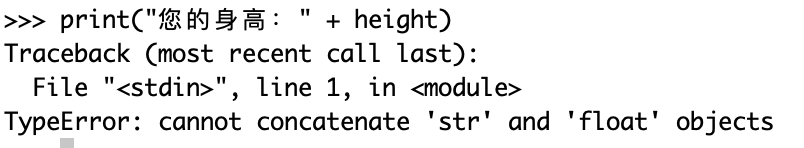 >>> print("您的身高：" + height)
Traceback (most recent call last):
  File "<stdin>", line 1, in <module>
TypeError: cannot concatenate 'str' and 'float' objects